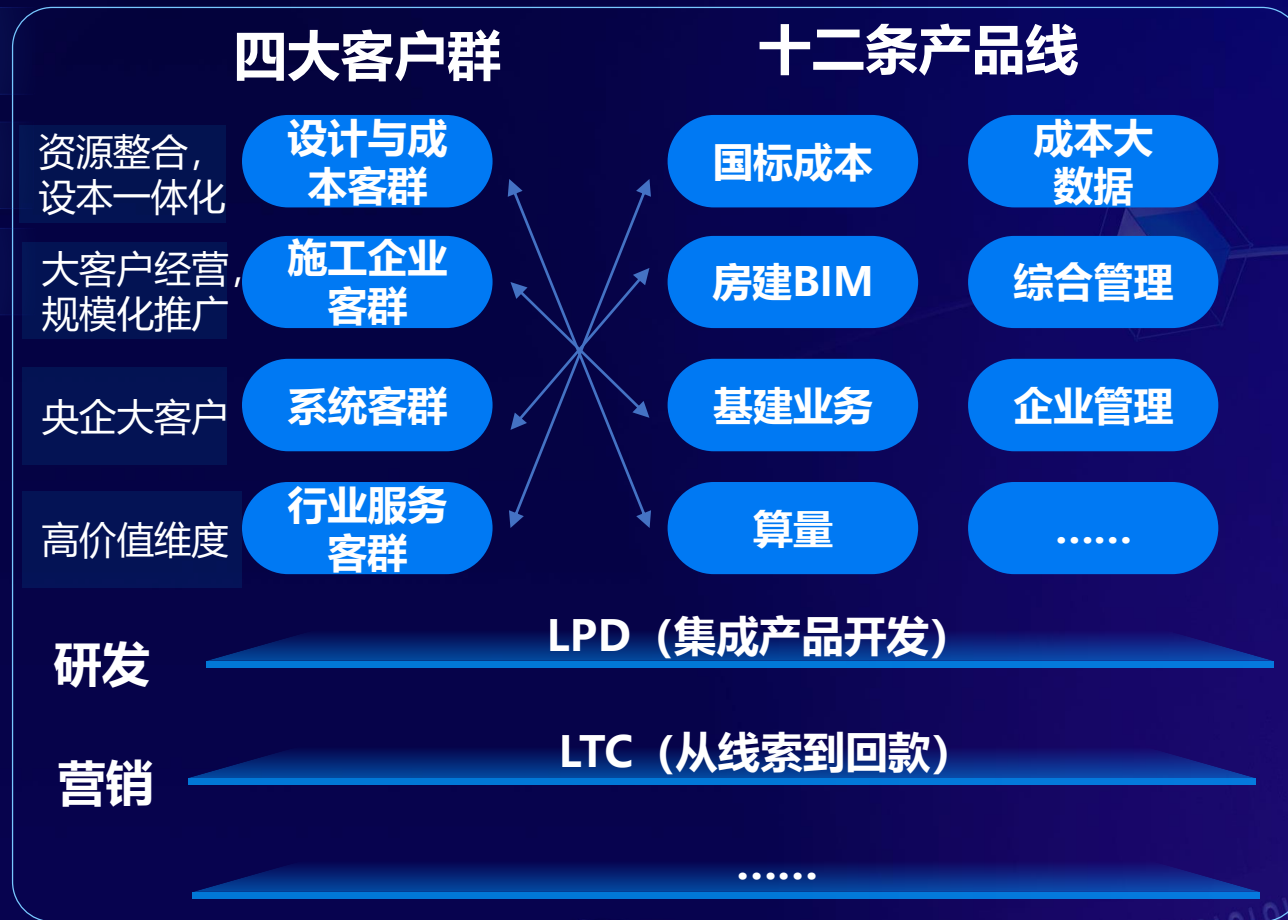 四大客户群
十二条产品线
资源整合，
设本一体化
设计与成
本客群
国标成本
成本大
数据
大客户经营，
规模化推广
施工企业
客群
房建BIM
综合管理
央企大客户
系统客群
基建业务
企业管理
高价值维度
行业服务
客群
算量
……
研发
LPD（集成产品开发）
营销
LTC（从线索到回款）
……